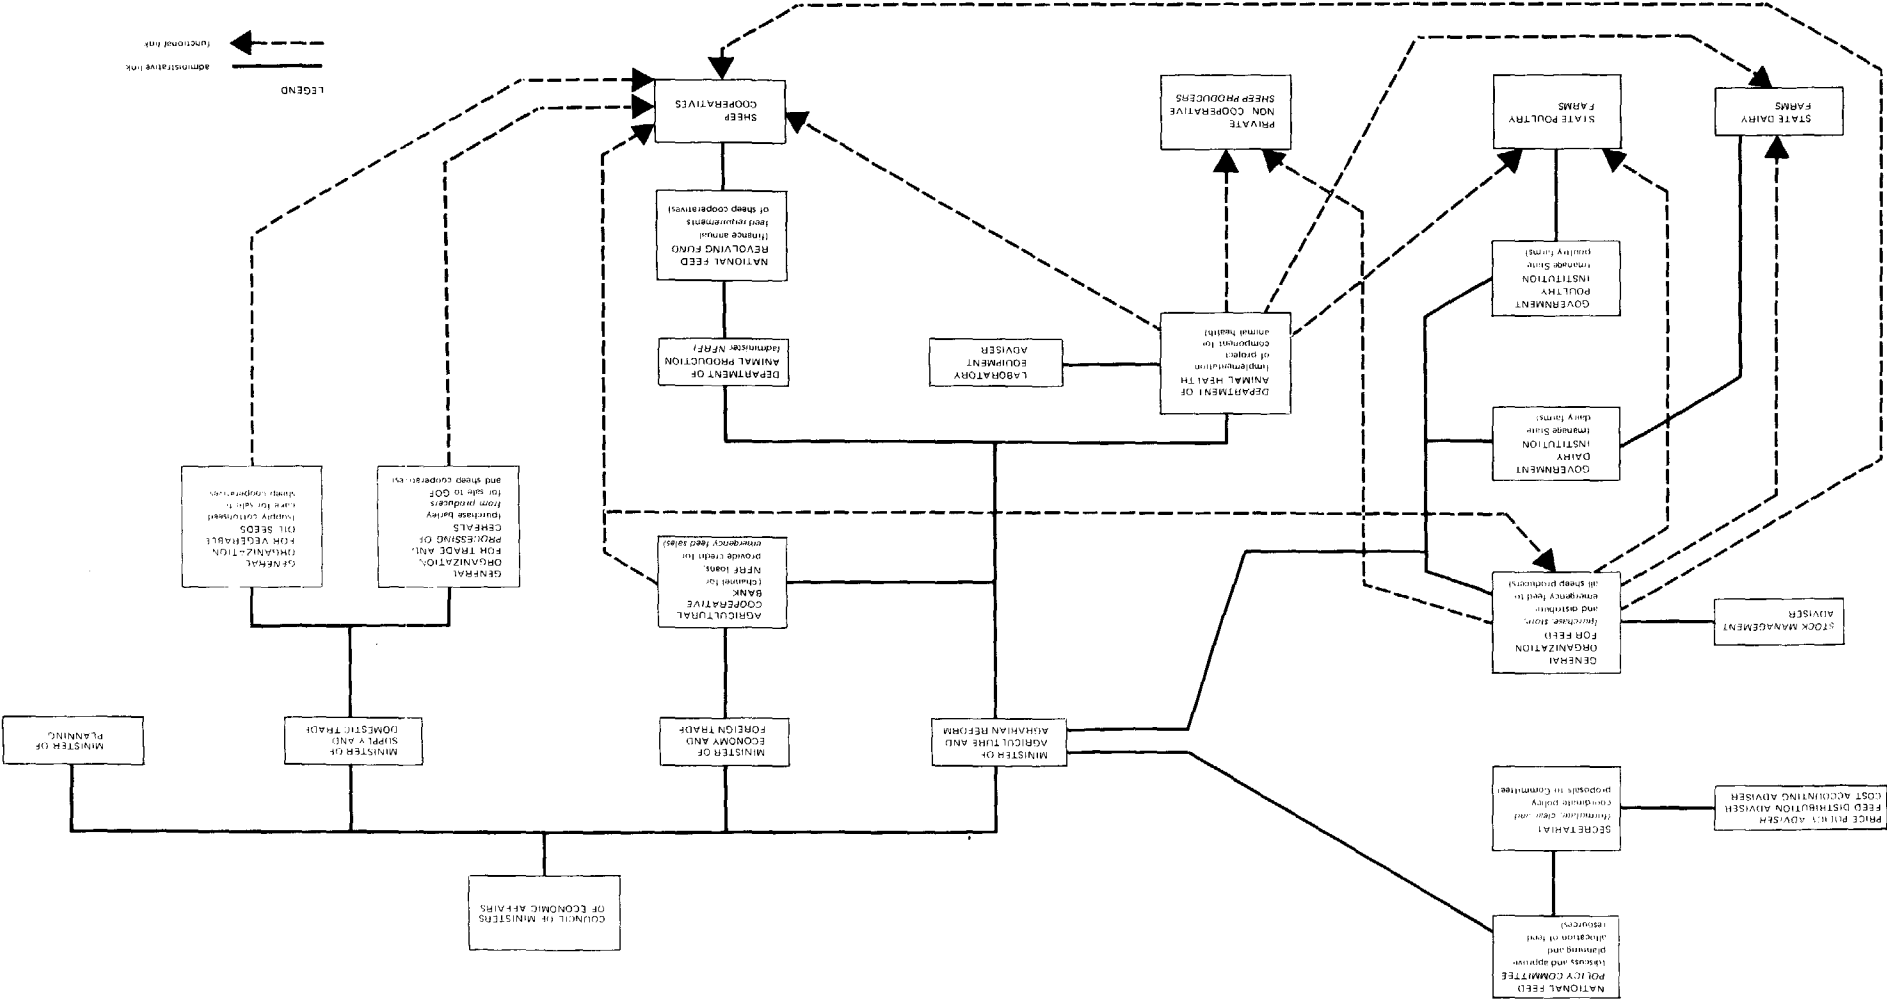 NATIONAL FEED
POLICY COMMITTEE
(discuss and approve
planning and
allocation of feed
resources)
COUNCIL OF MINISTERS
OF ECONOMIC AFFAIRS
PRICE POLICY ADVISER
FEED DISTRIBUTION ADVISER
COST ACCOUNTING ADVISER
SECRETARIAT
(formulate, clear and
coordinate policy
proposals to Committee)
MINISTER OF
AGRICULTURE AND
AGRARIAN REFORM
MINISTER OF
ECONOMY AND
FOREIGN TRADE
MINISTER OF
SUPPLY AND
DOMESTIC TRADE
MINISTER OF
PLANNING
STOCK MANAGEMENT
ADVISER
GENERAL
ORGANIZATION
FOR FEED
(purchase, store,
and distribute
emergency feed to
all sheep producers)
AGRICULTURAL
COOPERATIVE
BANK
(channel for
NFRF loans,
provide credit for
emergency feed sales)
GENERAL
ORGANIZATION
FOR TRADE AND
PROCESSING OF
CEREALS
(purchase barley
from producers
for sale to GOF
and sheep cooperatives)
GENERAL
ORGANIZATION
FOR VEGERABLE
OIL SEEDS
(supply cottonseed
cake for sale to
sheep cooperatives
GOVERNMENT
DAIRY
INSTITUTION
(manage State
dairy farms)
DEPARTMENT OF
ANIMAL HEALTH
(implementation
of project
component for
animal health)
LABORATORY
EQUIPMENT
ADVISER
DEPARTMENT OF
ANIMAL PRODUCTION
(administer NFRF)
GOVERNMENT
POULTRY
INSTITUTION
(manage State
poultry farms)
NATIONAL FEED
REVOLVING FUND
(finance annual
feed requirements
of sheep cooperatives)
STATE DAIRY
FARMS
STATE POULTRY
FARMS
PRIVATE
NON COOPERATIVE
SHEEP PRODUCERS
SHEEP
COOPERATIVES
LEGEND
administrative link
functional link